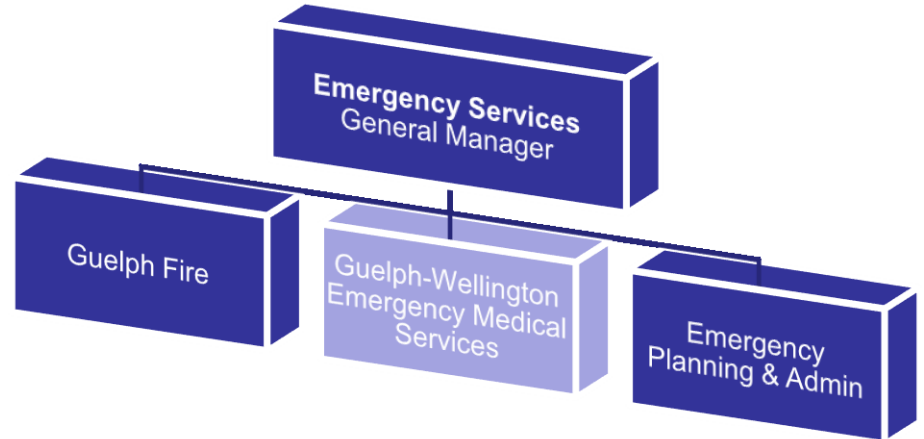 Emergency Services
General Manager
Guelph Fire
Guelph-Wellington
Emergency Medical
Services
Emergency
Planning & Admin